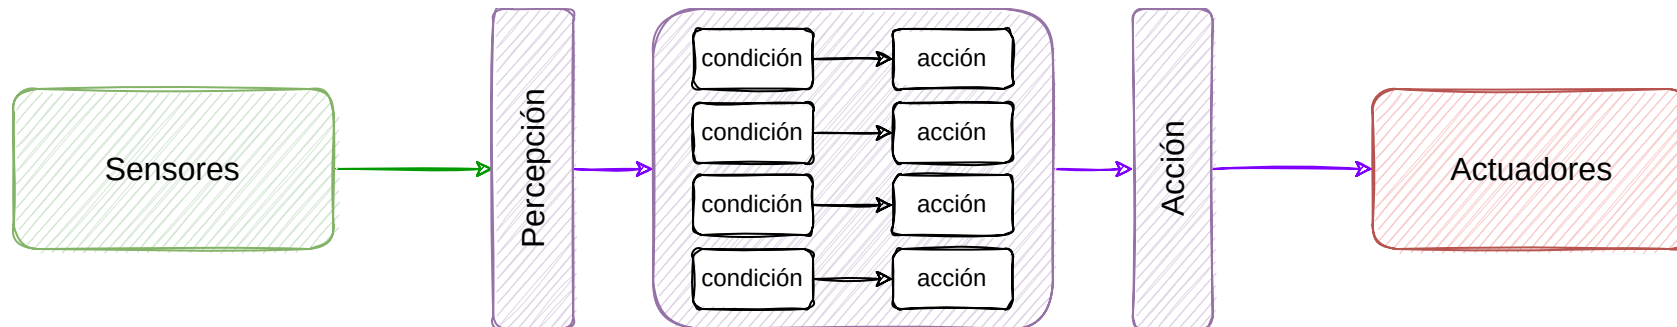 Sensores
Percepción
condición
acción
condición
acción
condición
acción
condición
acción
Acción
Actuadores